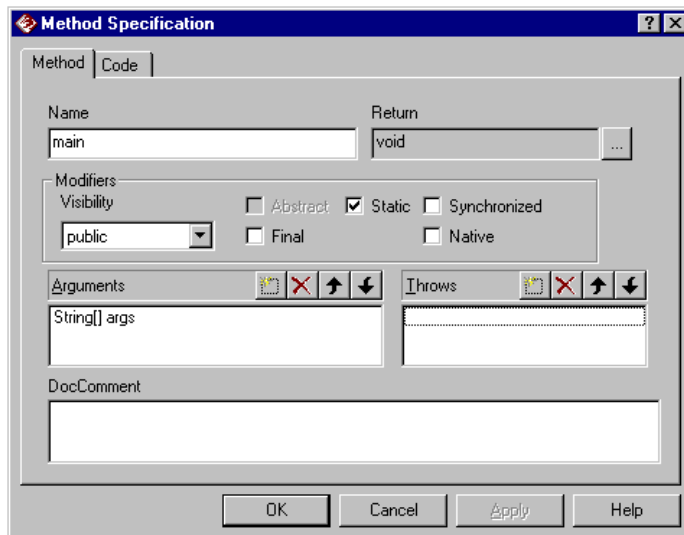 Method Specification
Method Code
Name Return
main void ...
Modifiers
Visibility Abstract Static Synchronized
public Final Native
Arguments Throws
String[] args
DocComment
OK Cancel Apply Help